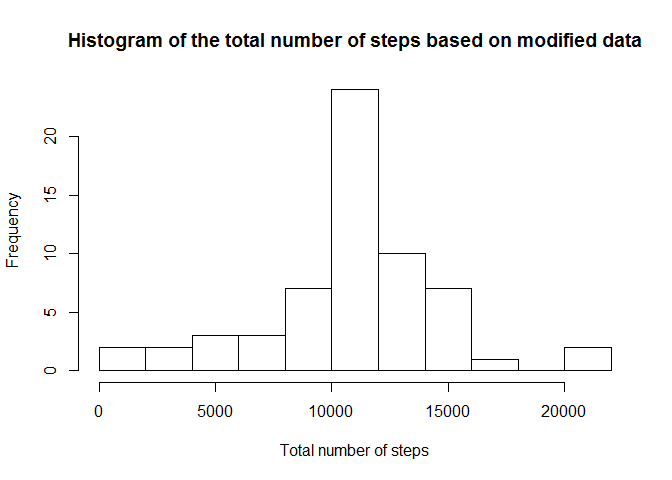 Histogram of the total number of steps based on modified data
Frequency
20
15
10
5
0
0 5000 10000 15000 20000
Total number of steps